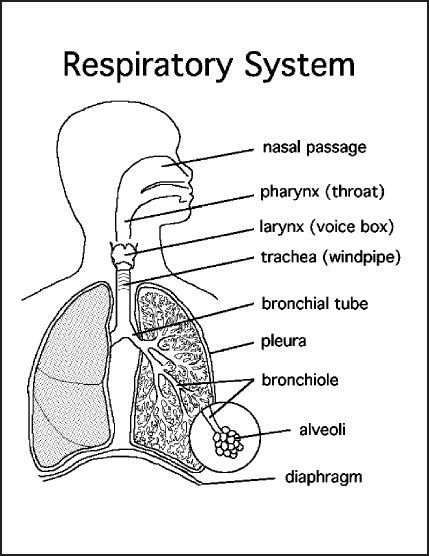 Respiratory System
nasal passage
pharynx (throat)
larynx (voice box)
trachea (windpipe)
bronchial tube
pleura
bronchiole
alveoli
diaphragm